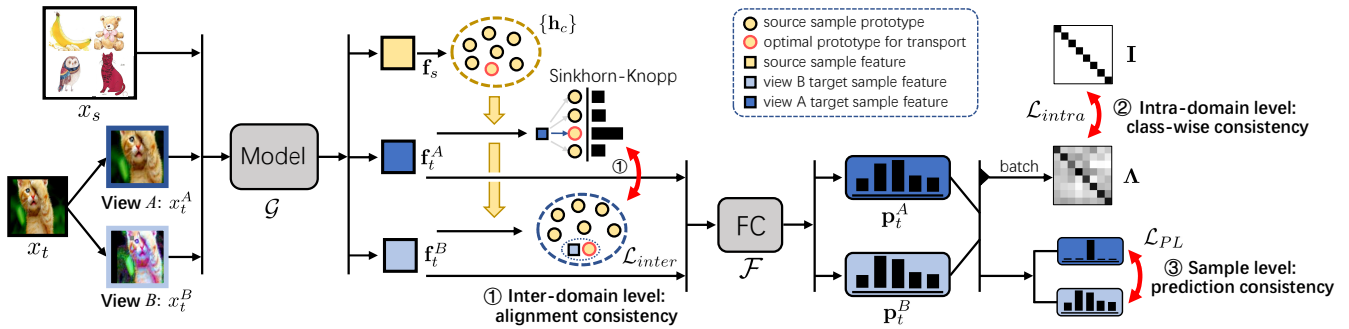 x_s
x_t
View A: x_t^A
View B: x_t^B
Model
𝒢
f_s
f_t^A
f_t^B
{h_c}
Sinkhorn-Knopp
①
ℒ_inter
① Inter-domain level:
alignment consistency
source sample prototype
optimal prototype for transport
source sample feature
view B target sample feature
view A target sample feature
FC
ℱ
p_t^A
p_t^B
batch
I
ℒ_intra
② Intra-domain level:
class-wise consistency
Λ
ℒ_PL
③ Sample level:
prediction consistency